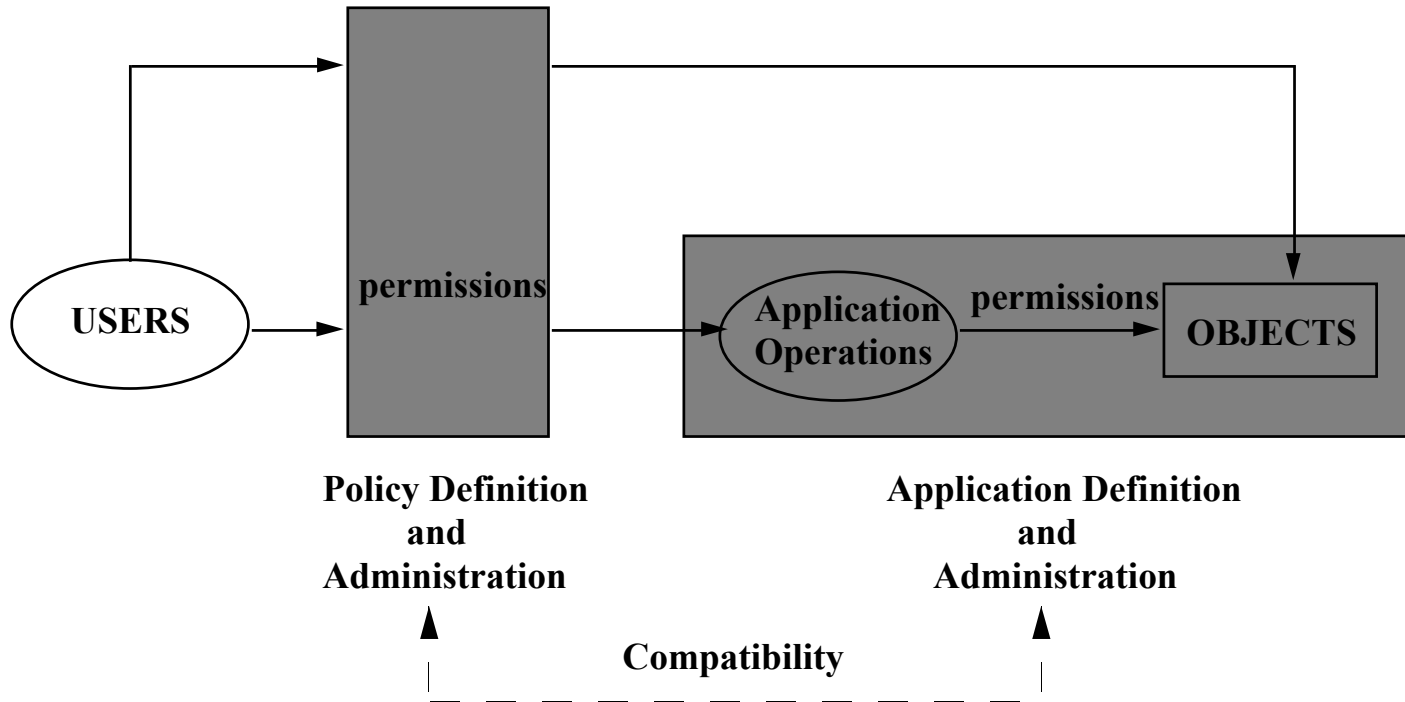 permissions
USERS
Application
Operations
permissions
OBJECTS
Policy Definition
and
Administration
Application Definition
and
Administration
Compatibility